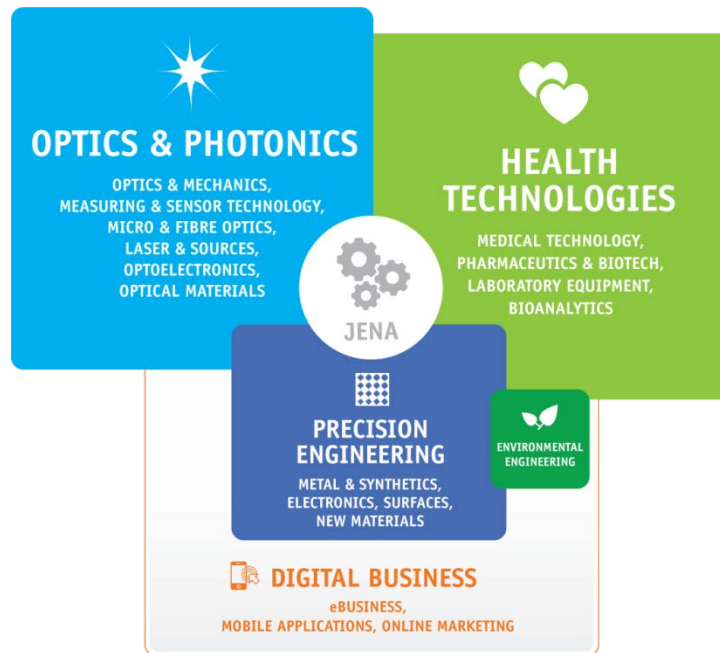 OPTICS & PHOTONICS
OPTICS & MECHANICS,
MEASURING & SENSOR TECHNOLOGY,
MICRO & FIBRE OPTICS,
LASER & SOURCES,
OPTOELECTRONICS,
OPTICAL MATERIALS
HEALTH
TECHNOLOGIES
MEDICAL TECHNOLOGY,
PHARMACEUTICS & BIOTECH,
LABORATORY EQUIPMENT,
BIOANALYTICS
JENA
PRECISION
ENGINEERING
METAL & SYNTHETICS,
ELECTRONICS, SURFACES,
NEW MATERIALS
ENVIRONMENTAL
ENGINEERING
DIGITAL BUSINESS
eBUSINESS,
MOBILE APPLICATIONS, ONLINE MARKETING